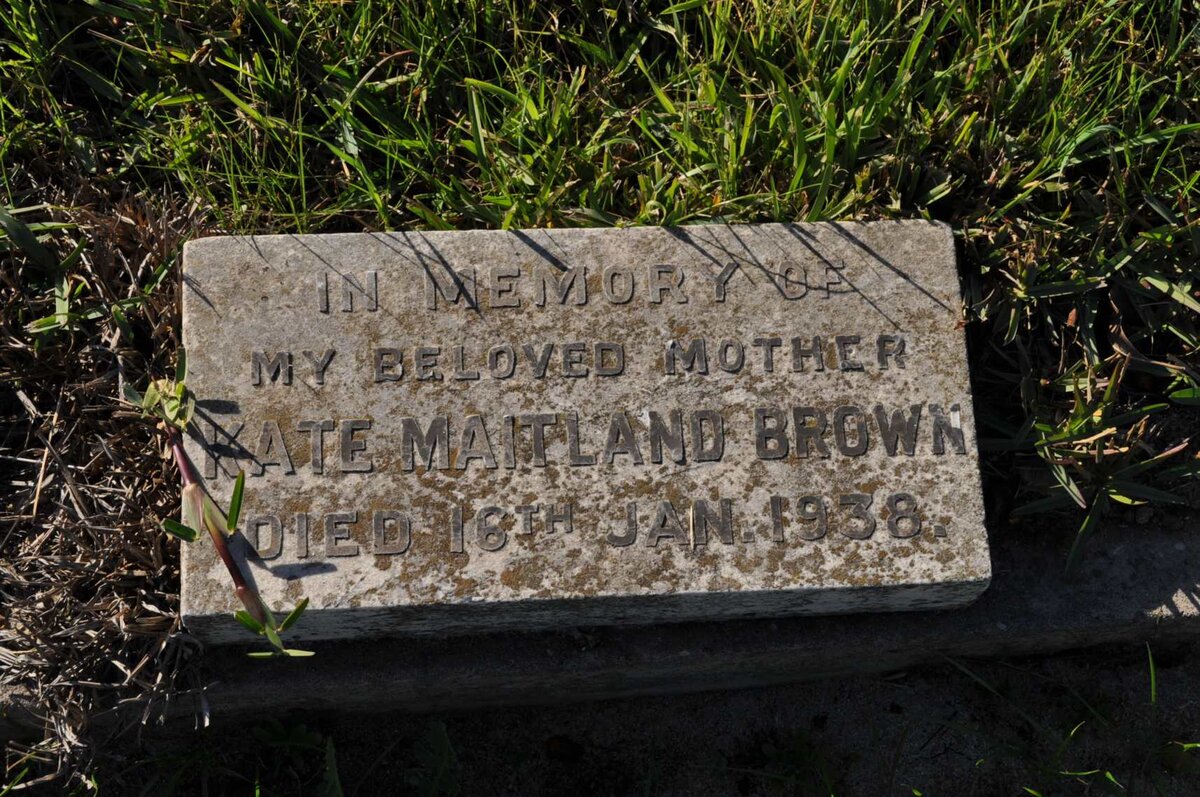 IN MEMORY OF
MY BELOVED MOTHER
KATE MAITLAND BROWN
DIED 16TH JAN. 1938.